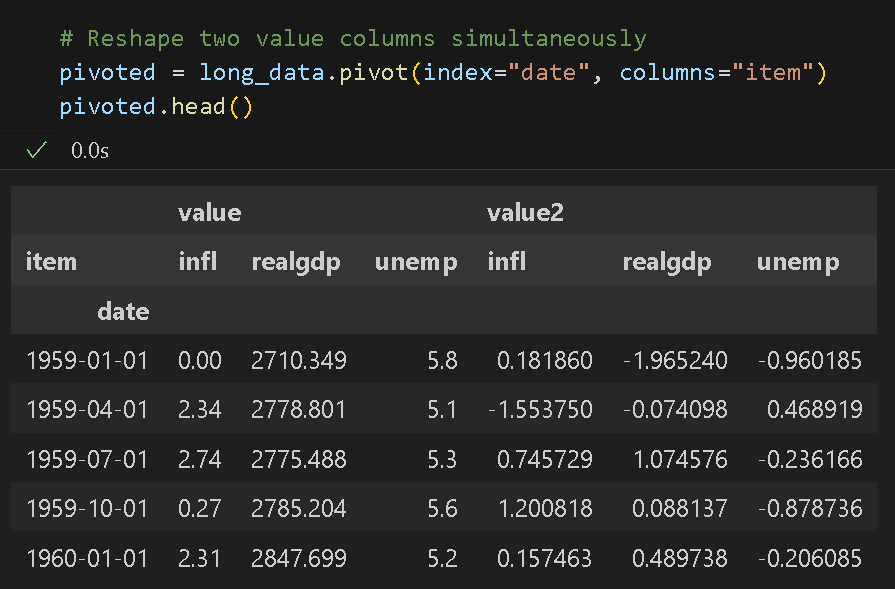 # Reshape two value columns simultaneously
pivoted = long_data.pivot(index="date", columns="item")
pivoted.head()
✓ 0.0s
value value2
item infl realgdp unemp infl realgdp unemp
date
1959-01-01 0.00 2710.349 5.8 0.181860 -1.965240 -0.960185
1959-04-01 2.34 2778.801 5.1 -1.553750 -0.074098 0.468919
1959-07-01 2.74 2775.488 5.3 0.745729 1.074576 -0.236166
1959-10-01 0.27 2785.204 5.6 1.200818 0.088137 -0.878736
1960-01-01 2.31 2847.699 5.2 0.157463 0.489738 -0.206085